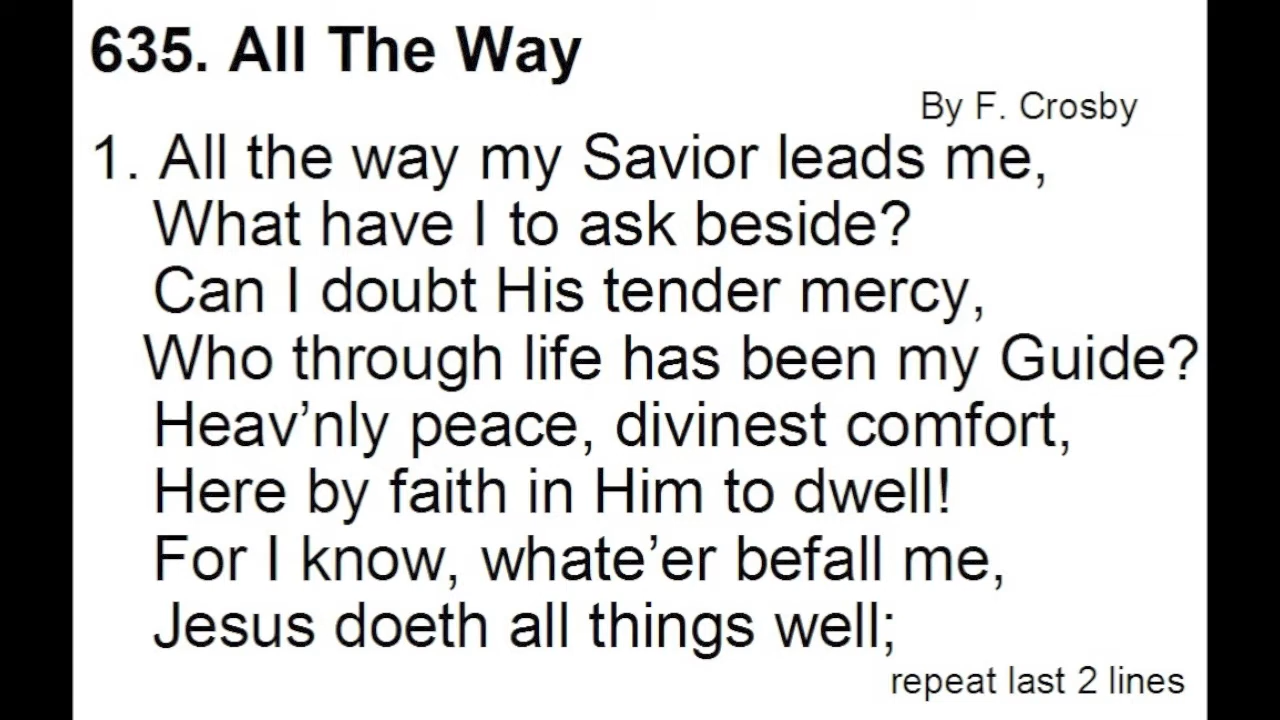 635. All The Way
By F. Crosby
1. All the way my Savior leads me,
What have I to ask beside?
Can I doubt His tender mercy,
Who through life has been my Guide?
Heav’nly peace, divinest comfort,
Here by faith in Him to dwell!
For I know, whate’er befall me,
Jesus doeth all things well;
repeat last 2 lines